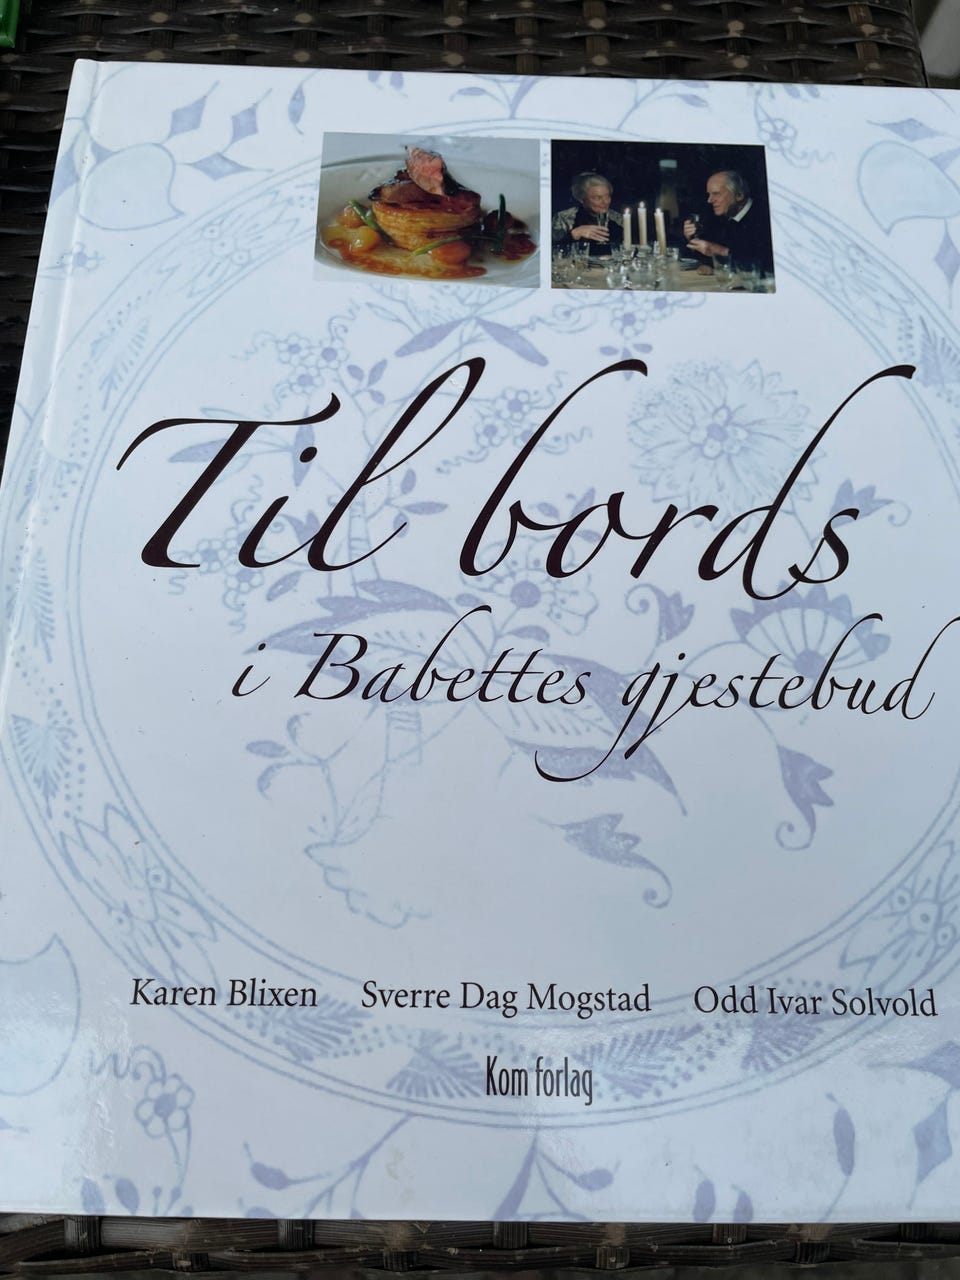 Til bords
i Babettes gjestebud
Karen Blixen Sverre Dag Mogstad Odd Ivar Solvold
Kom forlag